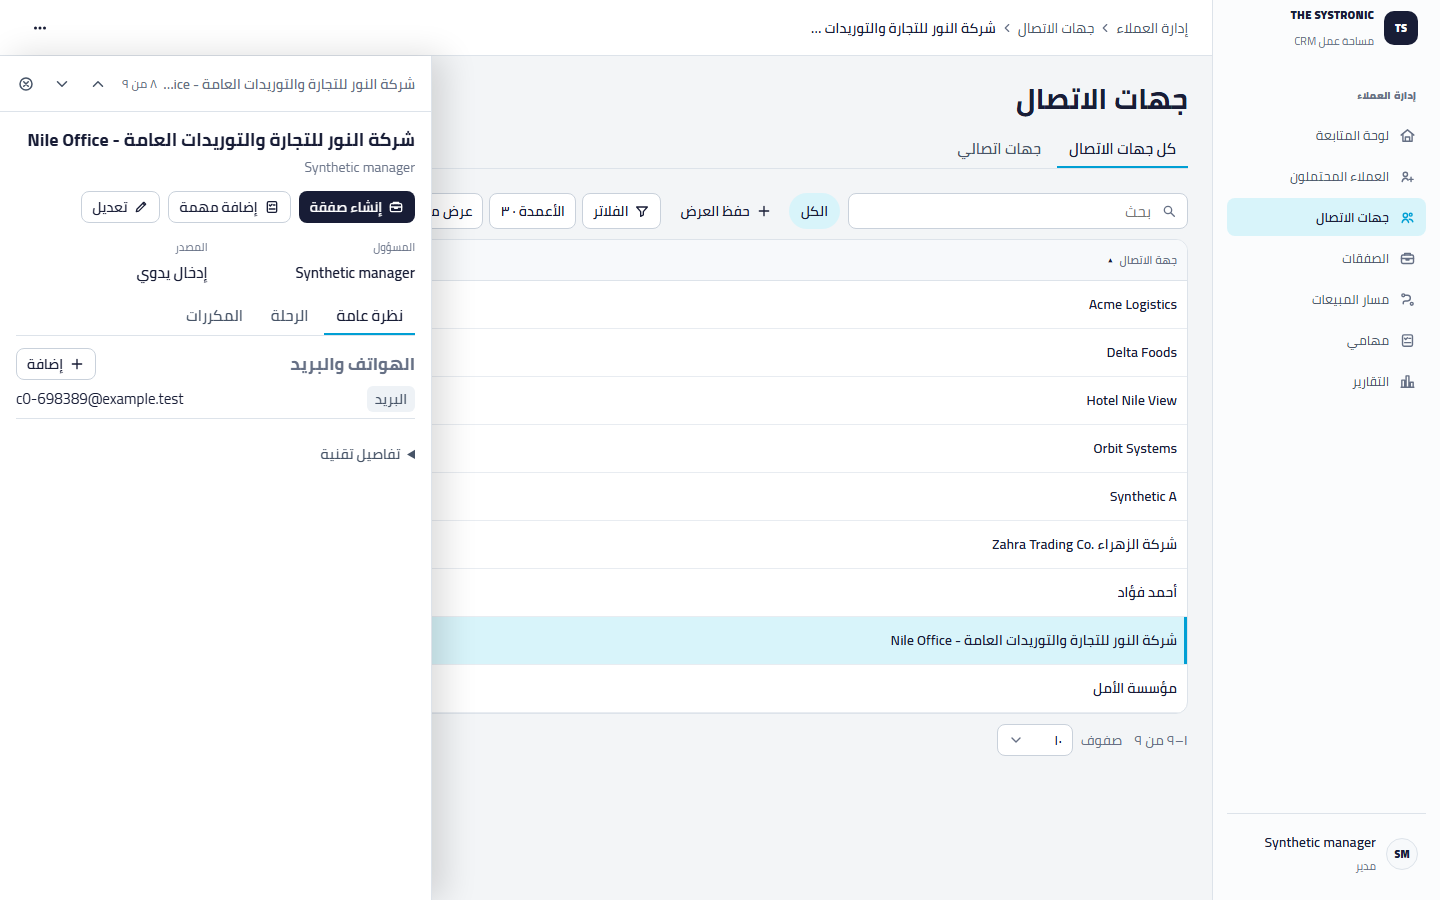 THE SYSTRONIC
TS
مساحة عمل CRM
إدارة العملاء
لوحة المتابعة
العملاء المحتملون
جهات الاتصال
الصفقات
مسار المبيعات
مهامي
التقارير
Synthetic manager
SM
مدير
إدارة العملاء
جهات الاتصال
شركة النور للتجارة والتوريدات ...
جهات الاتصال
كل جهات الاتصال
جهات اتصالي
بحث
الكل
حفظ العرض
الفلاتر
الأعمدة ٣٠
عرض
جهة الاتصال
Acme Logistics
Delta Foods
Hotel Nile View
Orbit Systems
Synthetic A
شركة الزهراء Zahra Trading Co.
أحمد فؤاد
شركة النور للتجارة والتوريدات العامة - Nile Office
مؤسسة الأمل
١–٩ من ٩
صفوف
١٠
شركة النور للتجارة والتوريدات العامة - ice...
٨ من ٩
شركة النور للتجارة والتوريدات العامة - Nile Office
Synthetic manager
إنشاء صفقة
إضافة مهمة
تعديل
المسؤول
المصدر
Synthetic manager
إدخال يدوي
نظرة عامة
الرحلة
المكررات
الهواتف والبريد
إضافة
البريد
c0-698389@example.test
تفاصيل تقنية